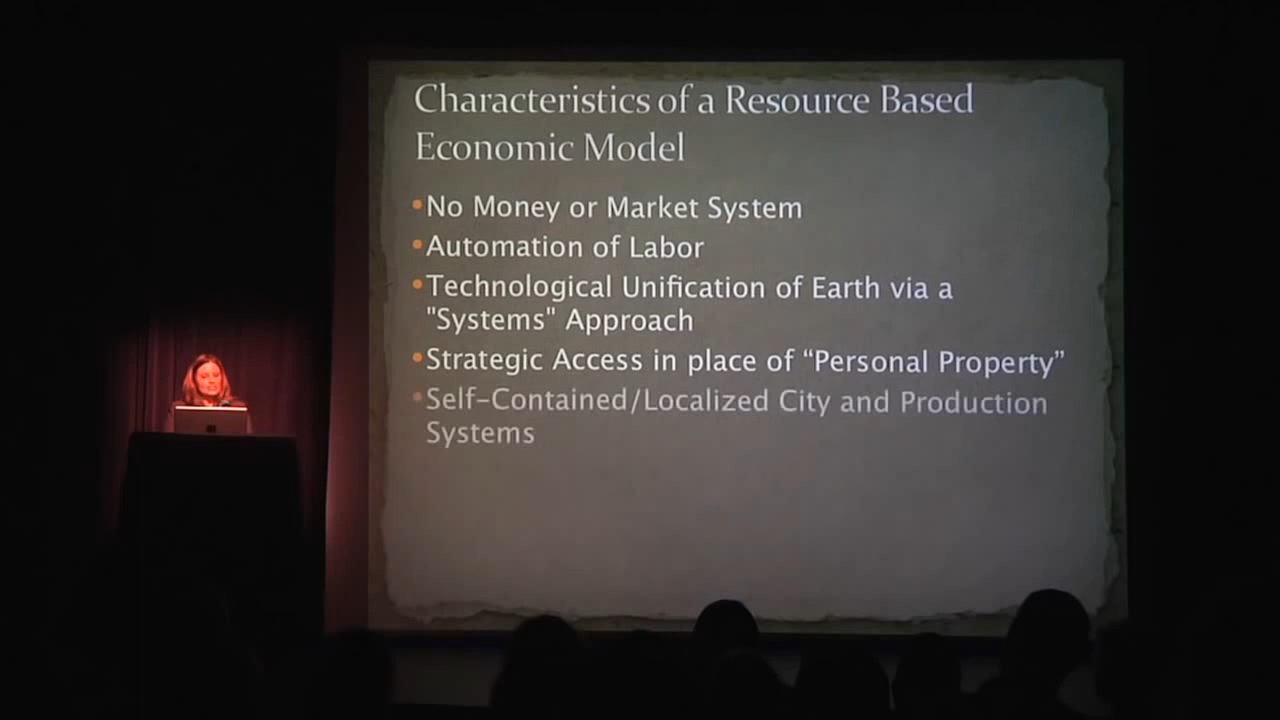 Characteristics of a Resource Based
Economic Model
•No Money or Market System
•Automation of Labor
•Technological Unification of Earth via a
"Systems" Approach
•Strategic Access in place of “Personal Property”
•Self-Contained/Localized City and Production
Systems